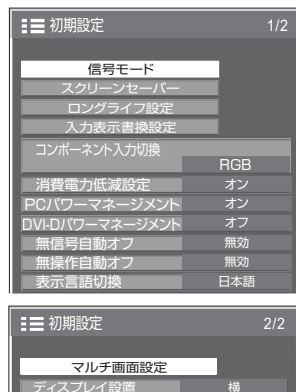 初期設定 1/2
信号モード
スクリーンセーバー
ロングライフ設定
入力表示書換設定
コンポーネント入力切換
RGB
消費電力低減設定 オン
PCパワーマネージメント オン
DVI-Dパワーマネージメント オフ
無信号自動オフ 無効
無操作自動オフ 無効
表示言語切換 日本語
初期設定 2/2
マルチ画面設定
ディスプレイ設置 横